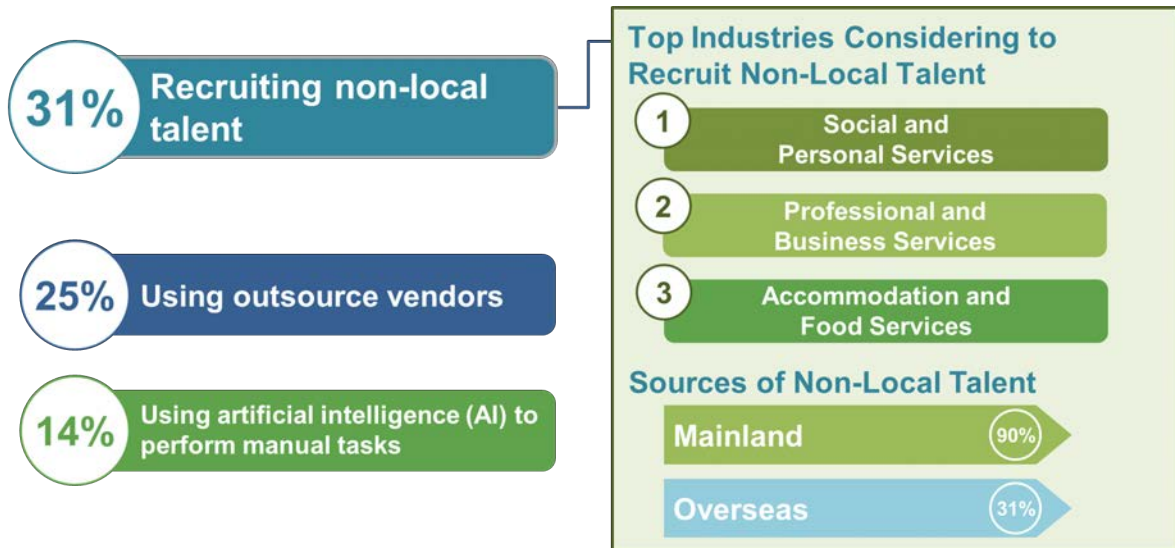 31%
Recruiting non-local
talent
25%
Using outsource vendors
14%
Using artificial intelligence (AI) to
perform manual tasks
Top Industries Considering to
Recruit Non-Local Talent
1
Social and
Personal Services
2
Professional and
Business Services
3
Accommodation and
Food Services
Sources of Non-Local Talent
Mainland 90%
Overseas 31%